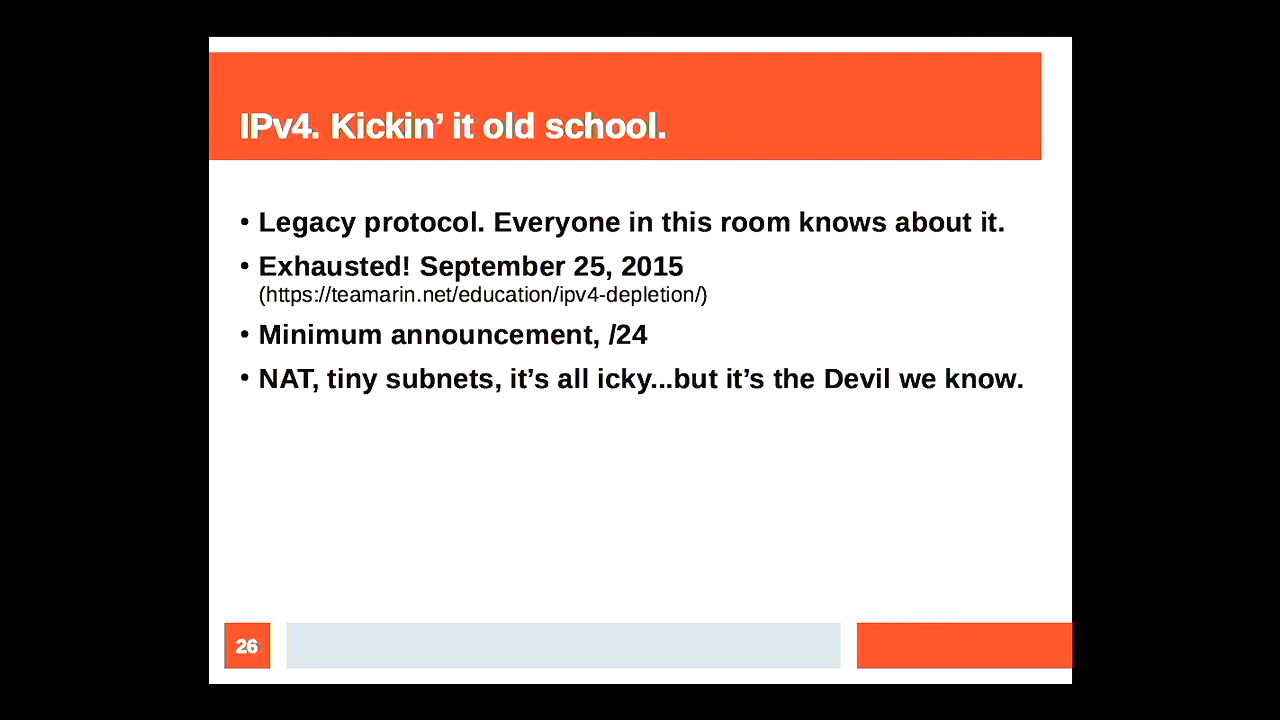 IPv4. Kickin’ it old school.
• Legacy protocol. Everyone in this room knows about it.
• Exhausted! September 25, 2015
(https://teamarin.net/education/ipv4-depletion/)
• Minimum announcement, /24
• NAT, tiny subnets, it’s all icky...but it’s the Devil we know.
26